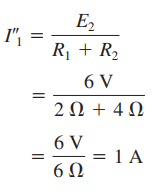 I″₁ = E₂ / (R₁ + R₂)
= 6 V / (2 Ω + 4 Ω)
= 6 V / 6 Ω = 1 A